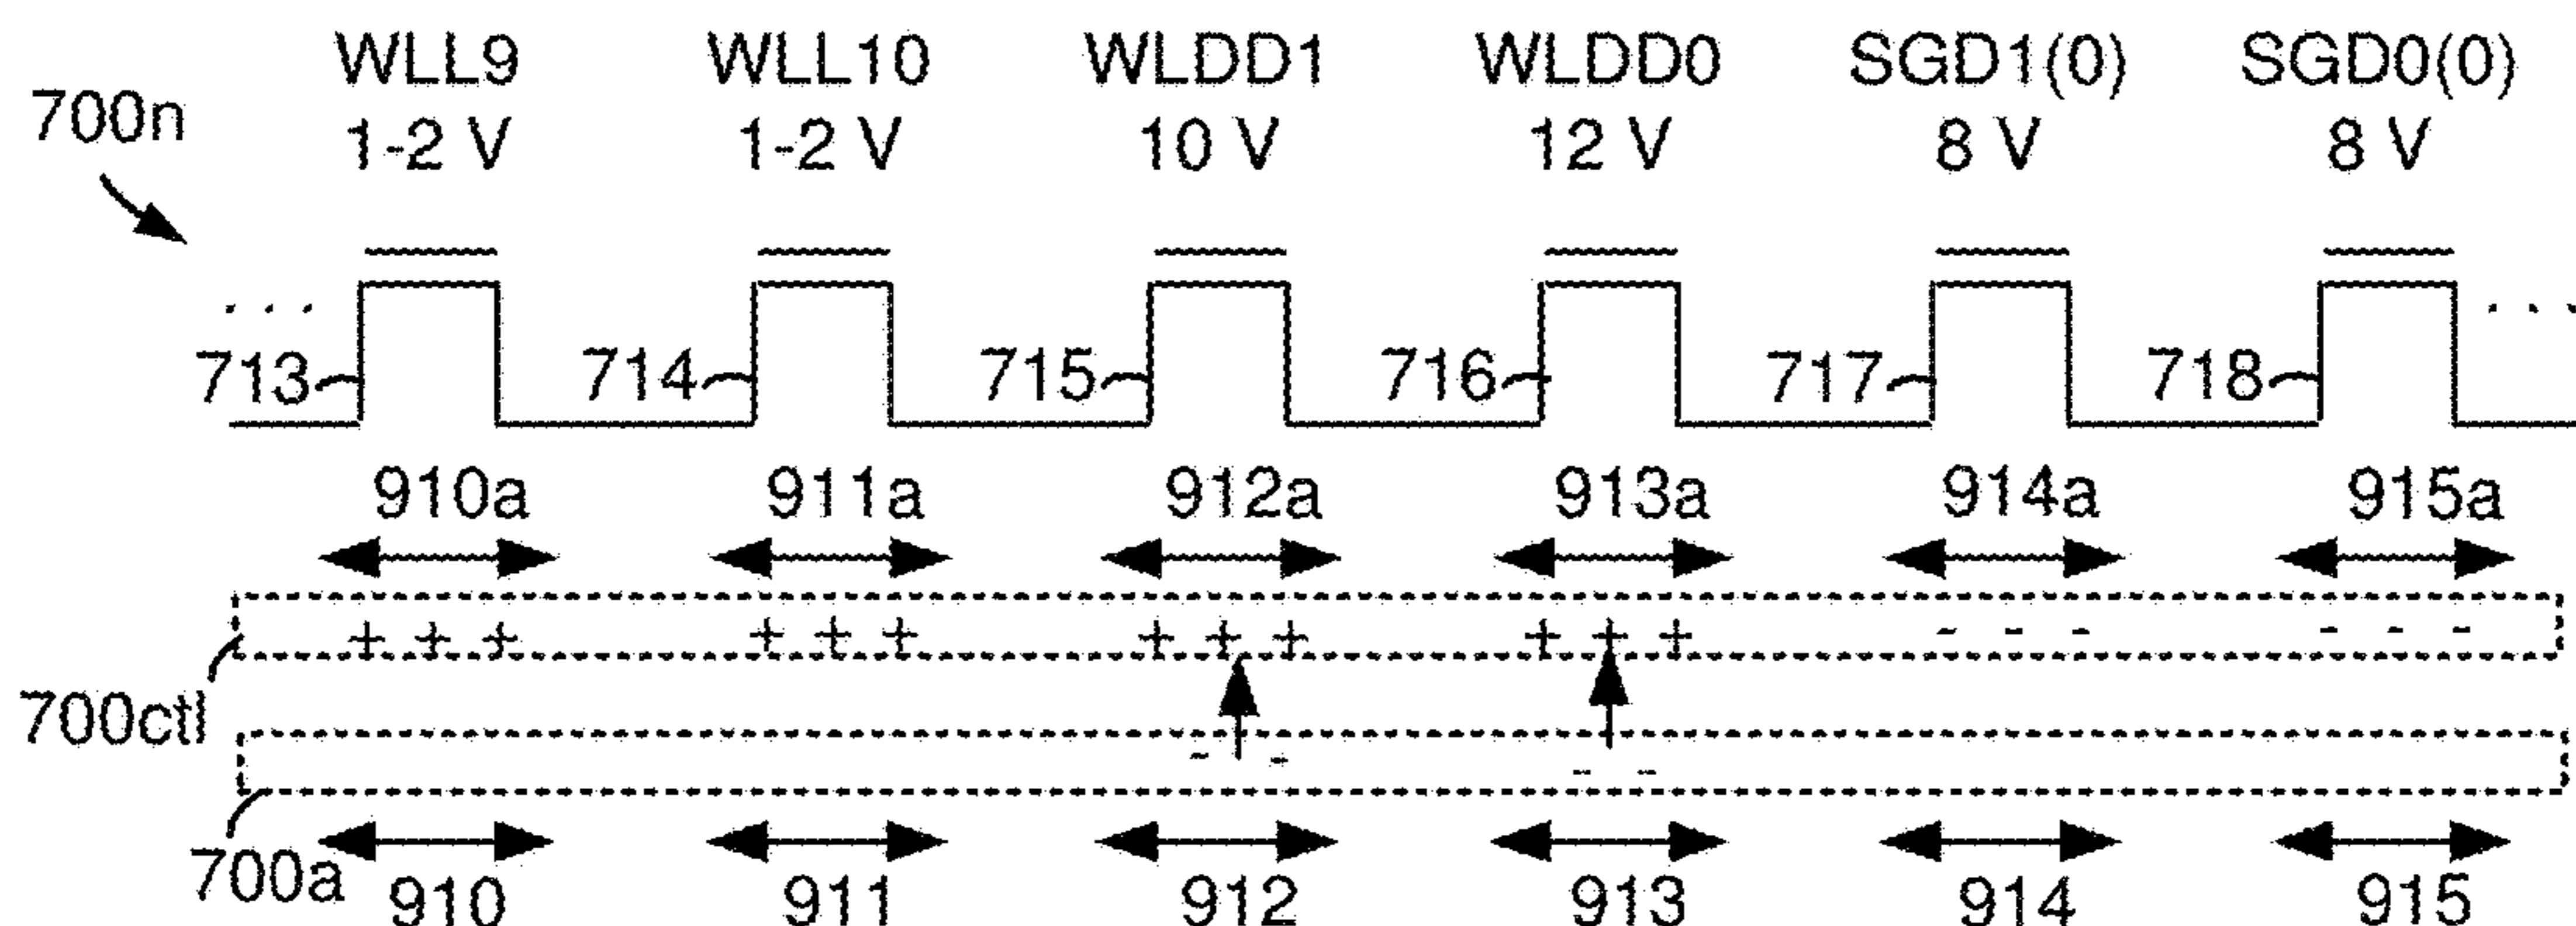 WLL9 WLL10 WLDD1 WLDD0 SGD1(0) SGD0(0)
700n 1-2 V 1-2 V 10 V 12 V 8 V 8 V
. . . . . .
713 714 715 716 717 718
910a 911a 912a 913a 914a 915a
+ + + + + + + + + + + + - - - - - -
700ctl
- - - -
700a 910 911 912 913 914 915